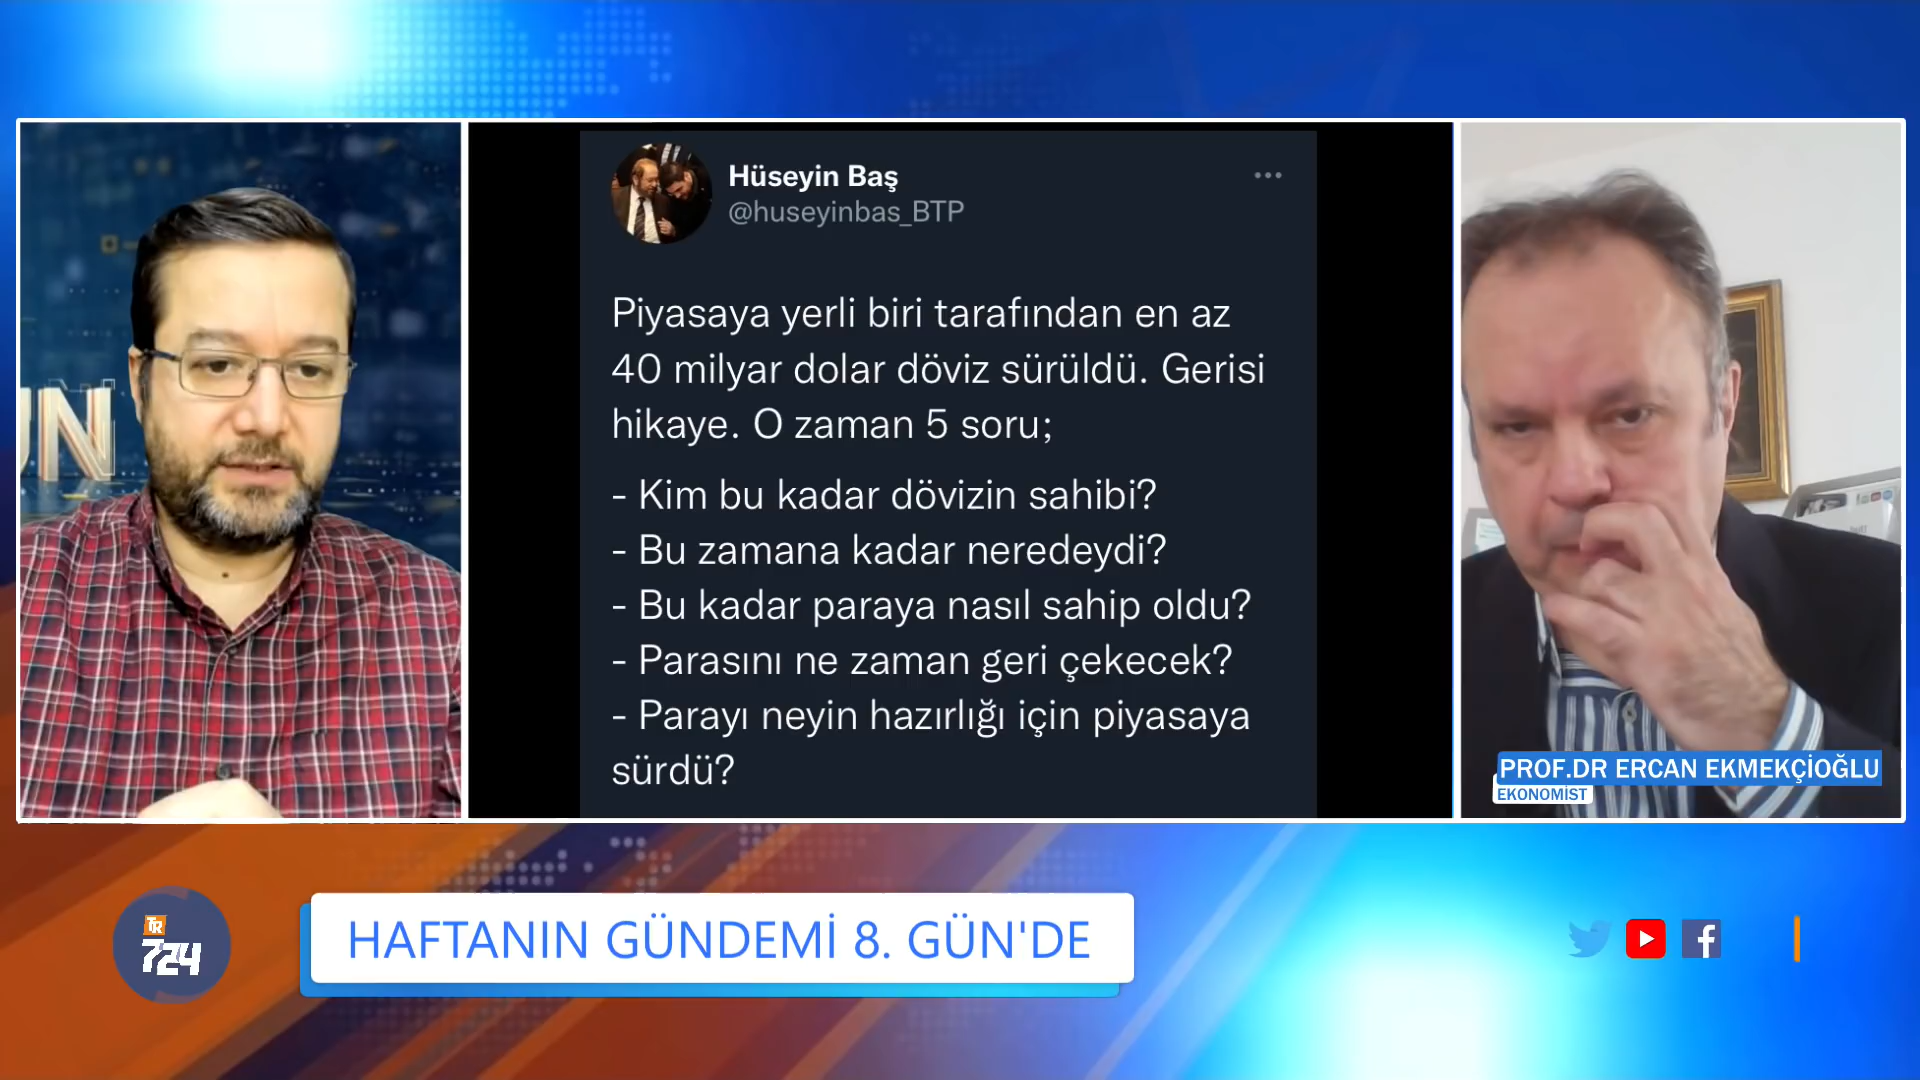 Hüseyin Baş
@huseyinbas_BTP
Piyasaya yerli biri tarafından en az
40 milyar dolar döviz sürüldü. Gerisi
hikaye. O zaman 5 soru;
- Kim bu kadar dövizin sahibi?
- Bu zamana kadar neredeydi?
- Bu kadar paraya nasıl sahip oldu?
- Parasını ne zaman geri çekecek?
- Parayı neyin hazırlığı için piyasaya
sürdü?
ÜN
PROF.DR ERCAN EKMEKÇİOĞLU
EKONOMİST
TR
724
HAFTANIN GÜNDEMİ 8. GÜN'DE